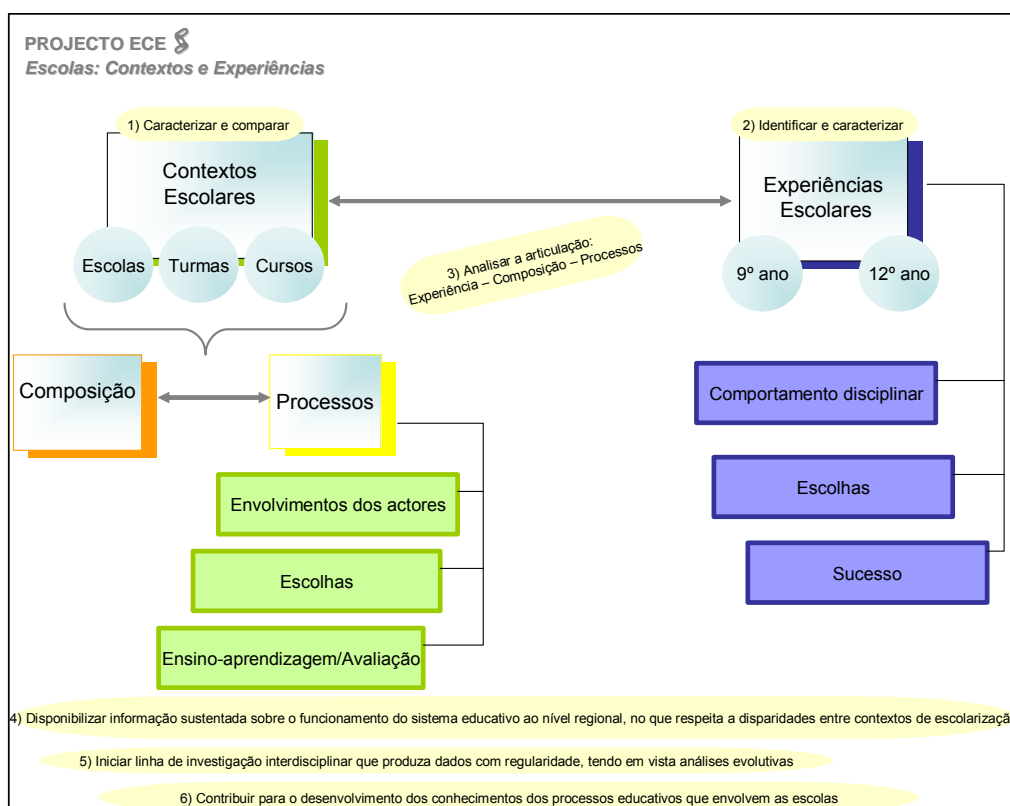 PROJECTO ECE
Escolas: Contextos e Experiências
1) Caracterizar e comparar
Contextos
Escolares
Escolas
Turmas
Cursos
2) Identificar e caracterizar
Experiências
Escolares
9º ano
12º ano
3) Analisar a articulação:
Experiência – Composição – Processos
Composição
Processos
Envolvimentos dos actores
Escolhas
Ensino-aprendizagem/Avaliação
Comportamento disciplinar
Escolhas
Sucesso
4) Disponibilizar informação sustentada sobre o funcionamento do sistema educativo ao nível regional, no que respeita a disparidades entre contextos de escolarizaçã
5) Iniciar linha de investigação interdisciplinar que produza dados com regularidade, tendo em vista análises evolutivas
6) Contribuir para o desenvolvimento dos conhecimentos dos processos educativos que envolvem as escolas